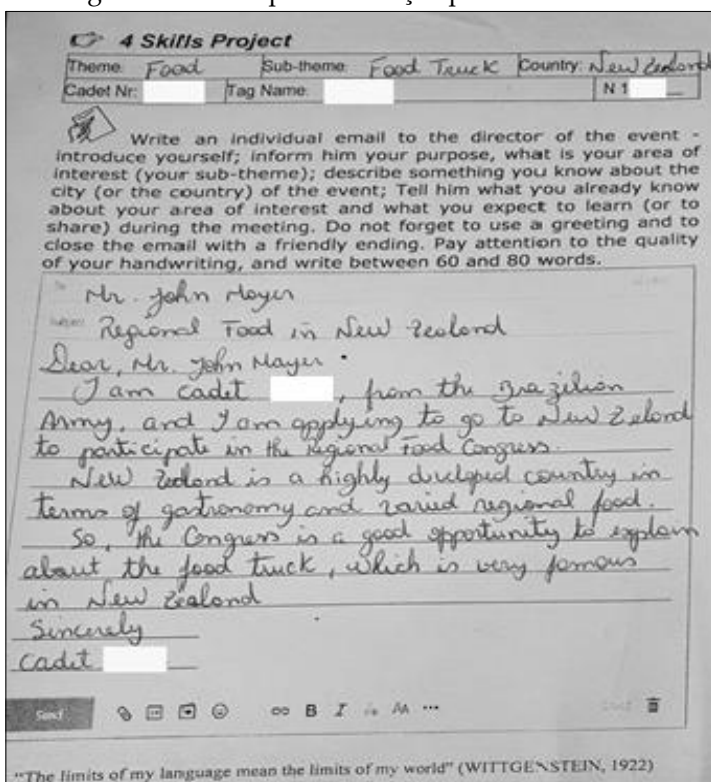 4 Skills Project
Theme: Food Sub-theme: Food Truck Country: New Zealand
Cadet Nr: Tag Name: N 1
Write an individual email to the director of the event -
introduce yourself; inform him your purpose, what is your area of
interest (your sub-theme); describe something you know about the
city (or the country) of the event; Tell him what you already know
about your area of interest and what you expect to learn (or to
share) during the meeting. Do not forget to use a greeting and to
close the email with a friendly ending. Pay attention to the quality
of your handwriting, and write between 60 and 80 words.
Mr. John Mayer
Subject Regional Food in New Zealand
Dear, Mr. John Mayer.
I am cadet , from the Brazilian
Army, and I am applying to go to New Zeland
to participate in the regional Food Congress.
New Zealand is a highly duveloped country in
terms of gastronomy and varied regional food.
So, the Congress is a good opportunity to explain
about the food truck, which is very famous
in New Zealand
Sincerely
Cadet
Send B I AA ...
"The limits of my language mean the limits of my world" (WITTGENSTEIN, 1922)